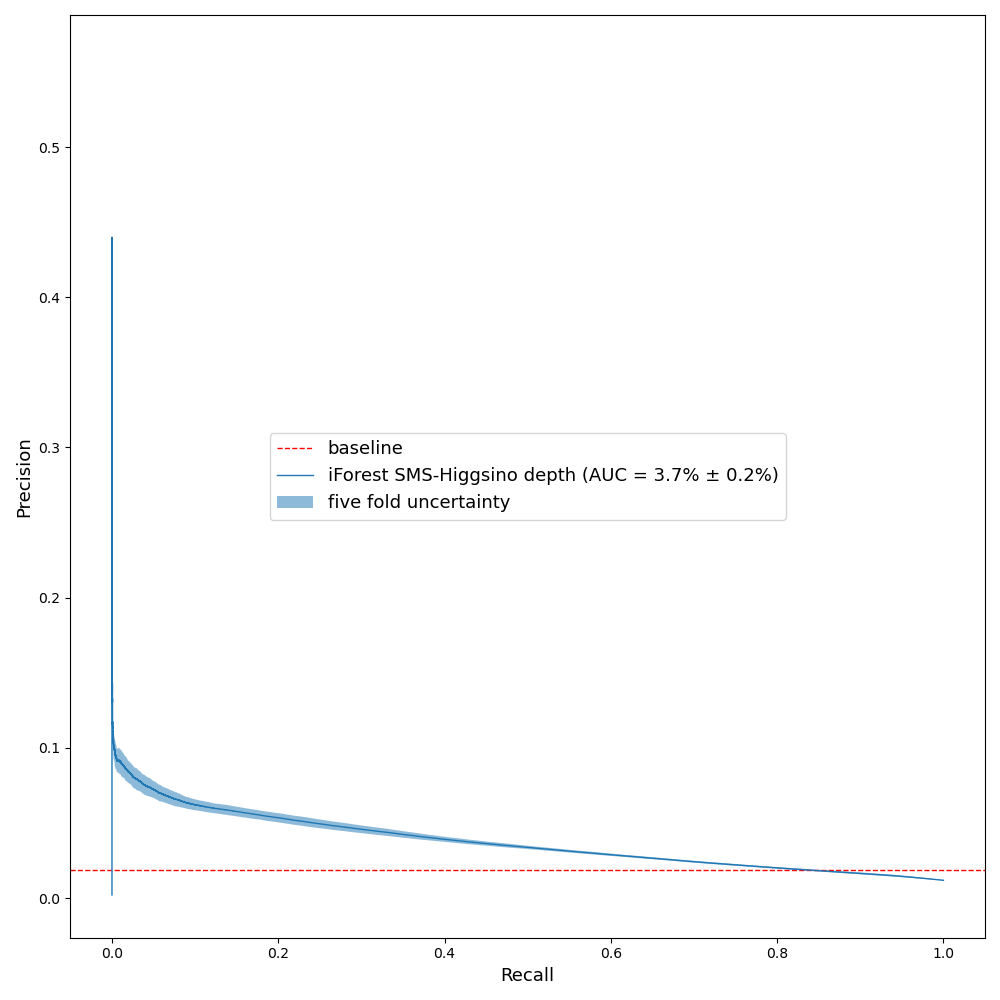 0.5
0.4
0.3
0.2
0.1
0.0
Precision
baseline
iForest SMS-Higgsino depth (AUC = 3.7% ± 0.2%)
five fold uncertainty
0.0 0.2 0.4 0.6 0.8 1.0
Recall